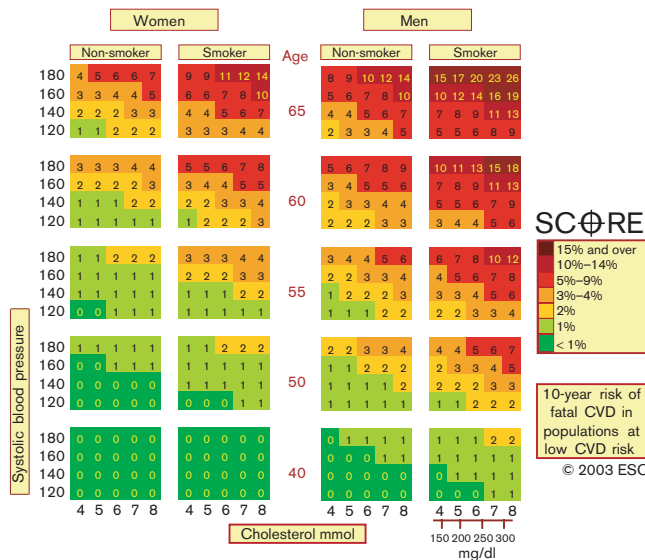 Women Men
Non-smoker Smoker Age Non-smoker Smoker
180 4 5 6 6 7 9 9 11 12 14 8 9 10 12 14 15 17 20 23 26
160 3 3 4 4 5 6 6 7 8 10 5 6 7 8 10 10 12 14 16 19
65
140 2 2 2 3 3 4 4 5 6 7 4 4 5 6 7 7 8 9 11 13
120 1 1 2 2 2 3 3 3 4 4 2 3 3 4 5 5 5 6 8 9
180 3 3 3 4 4 5 5 6 7 8 5 6 7 8 9 10 11 13 15 18
160 2 2 2 2 3 3 4 4 5 5 3 4 5 5 6 7 8 9 11 13
60
140 1 1 1 2 2 2 2 3 3 4 2 3 3 4 4 5 5 6 7 9
120 1 1 1 1 1 1 2 2 2 3 2 2 2 3 3 3 4 4 5 6
180 1 1 2 2 2 3 3 3 4 4 3 4 4 5 6 6 7 8 10 12
160 1 1 1 1 1 2 2 2 3 3 2 2 3 3 4 4 5 6 7 8
55
140 1 1 1 1 1 1 1 1 2 2 1 2 2 2 3 3 3 4 5 6
120 0 0 1 1 1 1 1 1 1 1 1 1 1 2 2 2 2 3 3 4
180 1 1 1 1 1 1 1 2 2 2 2 2 3 3 4 4 4 5 6 7
160 0 0 1 1 1 1 1 1 1 1 1 1 2 2 2 2 3 3 4 5
50
140 0 0 0 0 0 1 1 1 1 1 1 1 1 1 2 2 2 2 3 3
120 0 0 0 0 0 0 0 0 1 1 1 1 1 1 1 1 1 2 2 2
180 0 0 0 0 0 0 0 0 0 0 0 1 1 1 1 1 1 1 2 2
160 0 0 0 0 0 0 0 0 0 0 0 0 0 1 1 1 1 1 1 1
40
140 0 0 0 0 0 0 0 0 0 0 0 0 0 0 1 0 1 1 1 1
120 0 0 0 0 0 0 0 0 0 0 0 0 0 0 0 0 0 0 1 1
4 5 6 7 8 4 5 6 7 8 4 5 6 7 8 4 5 6 7 8
Systolic blood pressure
Cholesterol mmol
150 200 250 300
mg/dl
SCORE
15% and over
10%–14%
5%–9%
3%–4%
2%
1%
< 1%
10-year risk of
fatal CVD in
populations at
low CVD risk
© 2003 ESC